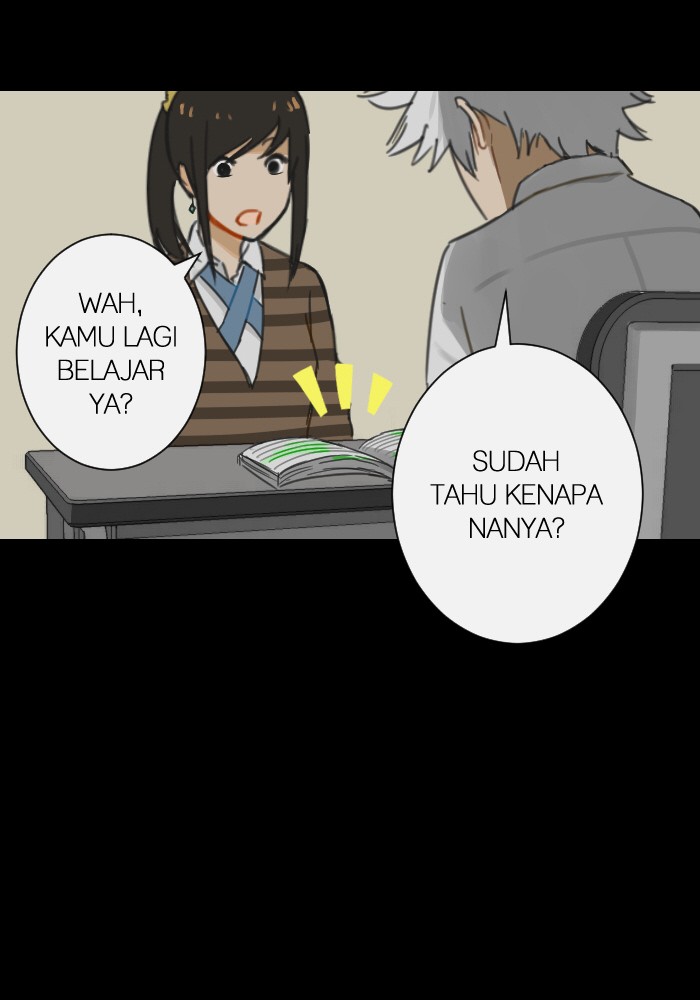 WAH,
KAMU LAGI
BELAJAR
YA?
SUDAH
TAHU KENAPA
NANYA?